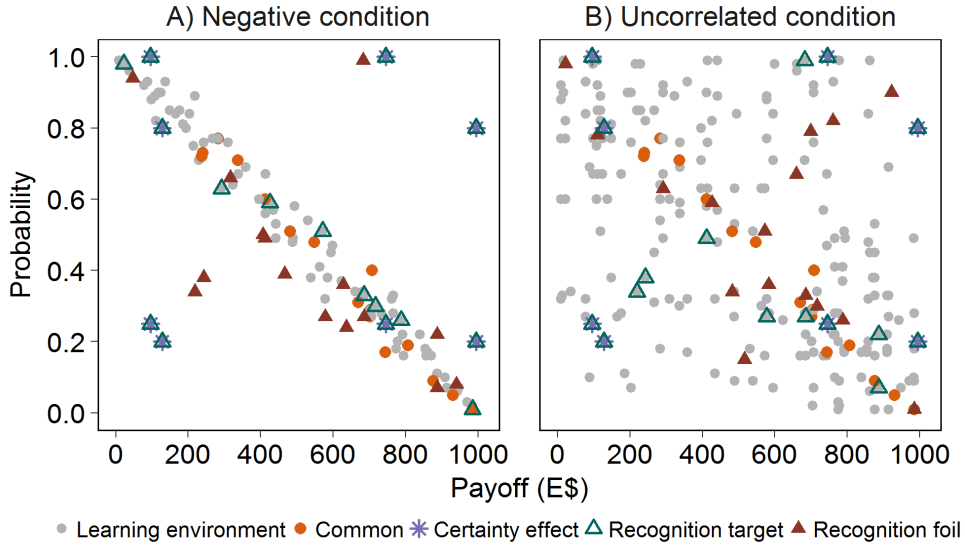 A) Negative condition
B) Uncorrelated condition
Probability
1.0
0.8
0.6
0.4
0.2
0.0
0 200 400 600 800 1000
0 200 400 600 800 1000
Payoff (E$)
Learning environment Common Certainty effect Recognition target Recognition foil